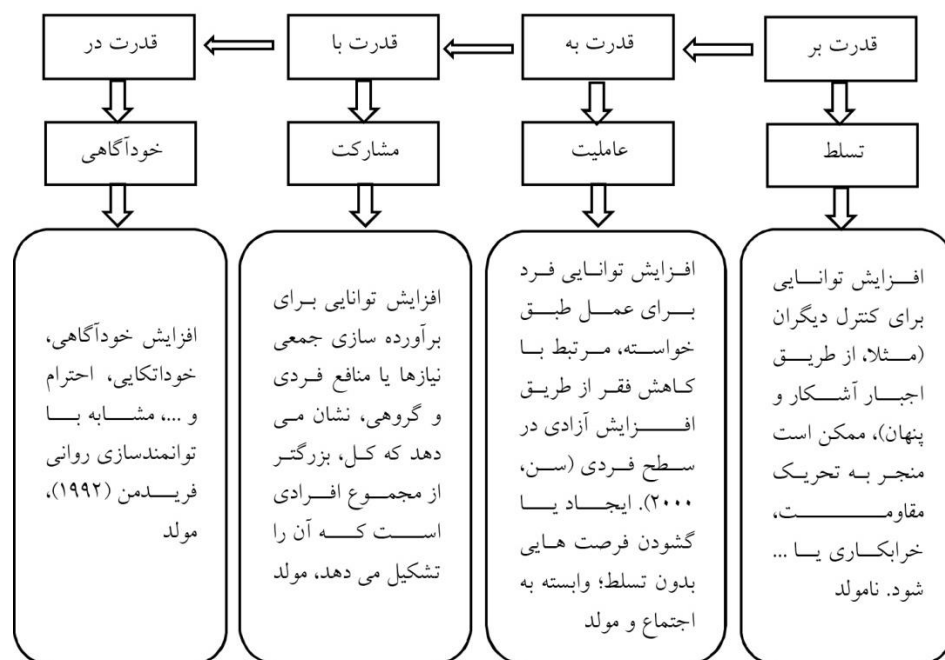 قدرت بر
قدرت به
قدرت با
قدرت در
تسلط
عاملیت
مشارکت
خودآگاهی
افزایش توانایی
برای کنترل دیگران
(مثلا، از طریق
اجبار آشکار و
پنهان)، ممکن است
منجر به تحریک
مقاومت،
خرابکاری یا ...
شود. نامولد
افزایش توانایی فرد
برای عمل طبق
خواسته، مرتبط با
کاهش فقر از طریق
افزایش آزادی در
سطح فردی (سن،
۲۰۰۰). ایجاد یا
گشودن فرصت هایی
بدون تسلط؛ وابسته به
اجتماع و مولد
افزایش توانایی برای
برآورده سازی جمعی
نیازها یا منافع فردی
و گروهی، نشان می
دهد که کل، بزرگتر
از مجموع افرادی
است که آن را
تشکیل می دهد، مولد
افزایش خودآگاهی،
خوداتکایی، احترام
و ...، مشابه با
توانمندسازی روانی
فریدمن (۱۹۹۲)،
مولد